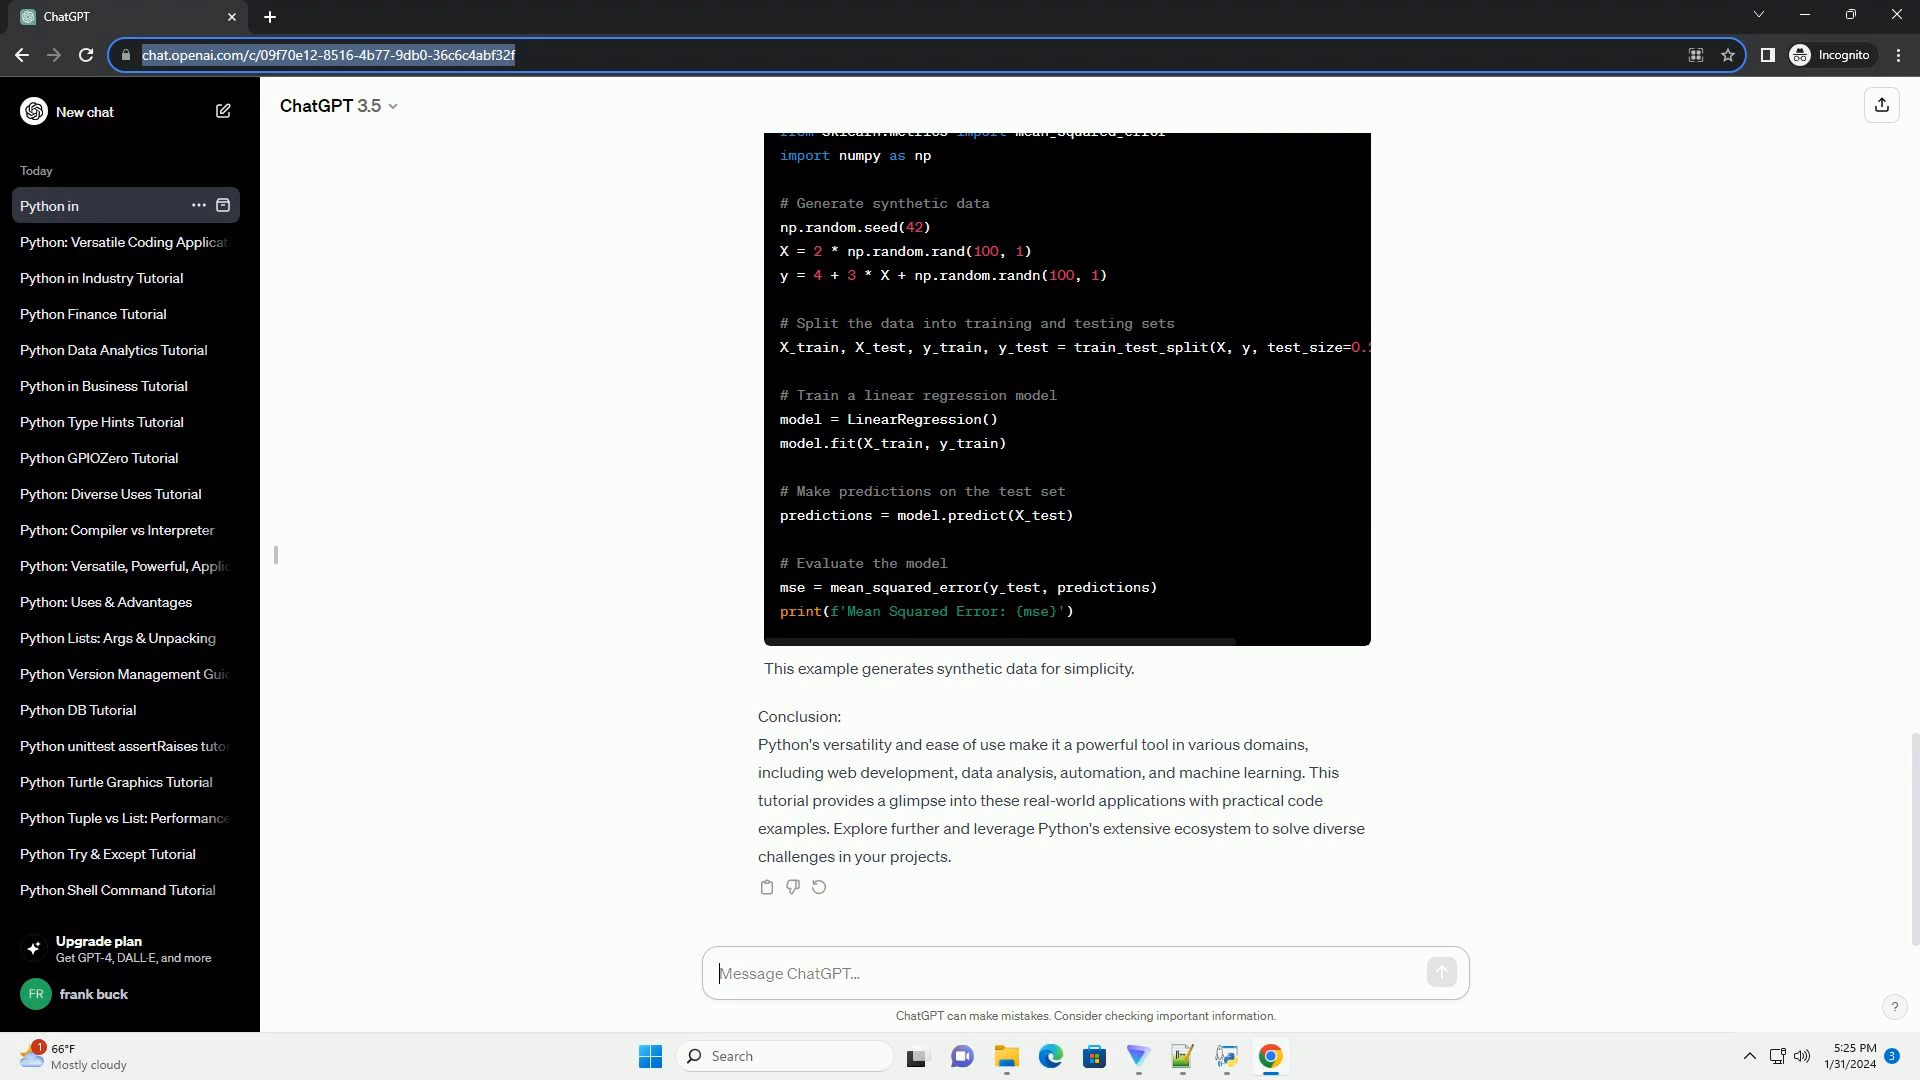 ChatGPT
chat.openai.com/c/09f70e12-8516-4b77-9db0-36c6c4abf32f
Incognito
New chat
Today
Python in
Python: Versatile Coding Applicat
Python in Industry Tutorial
Python Finance Tutorial
Python Data Analytics Tutorial
Python in Business Tutorial
Python Type Hints Tutorial
Python GPIOZero Tutorial
Python: Diverse Uses Tutorial
Python: Compiler vs Interpreter
Python: Versatile, Powerful, Applic
Python: Uses & Advantages
Python Lists: Args & Unpacking
Python Version Management Guid
Python DB Tutorial
Python unittest assertRaises tutor
Python Turtle Graphics Tutorial
Python Tuple vs List: Performance
Python Try & Except Tutorial
Python Shell Command Tutorial
Upgrade plan
Get GPT-4, DALL·E, and more
FR frank buck
ChatGPT 3.5
from sklearn.metrics import mean_squared_error
import numpy as np
# Generate synthetic data
np.random.seed(42)
X = 2 * np.random.rand(100, 1)
y = 4 + 3 * X + np.random.randn(100, 1)
# Split the data into training and testing sets
X_train, X_test, y_train, y_test = train_test_split(X, y, test_size=0.2
# Train a linear regression model
model = LinearRegression()
model.fit(X_train, y_train)
# Make predictions on the test set
predictions = model.predict(X_test)
# Evaluate the model
mse = mean_squared_error(y_test, predictions)
print(f'Mean Squared Error: {mse}')
This example generates synthetic data for simplicity.
Conclusion:
Python's versatility and ease of use make it a powerful tool in various domains,
including web development, data analysis, automation, and machine learning. This
tutorial provides a glimpse into these real-world applications with practical code
examples. Explore further and leverage Python's extensive ecosystem to solve diverse
challenges in your projects.
Message ChatGPT...
ChatGPT can make mistakes. Consider checking important information.
?
1
66°F
Mostly cloudy
Search
5:25 PM
1/31/2024
3